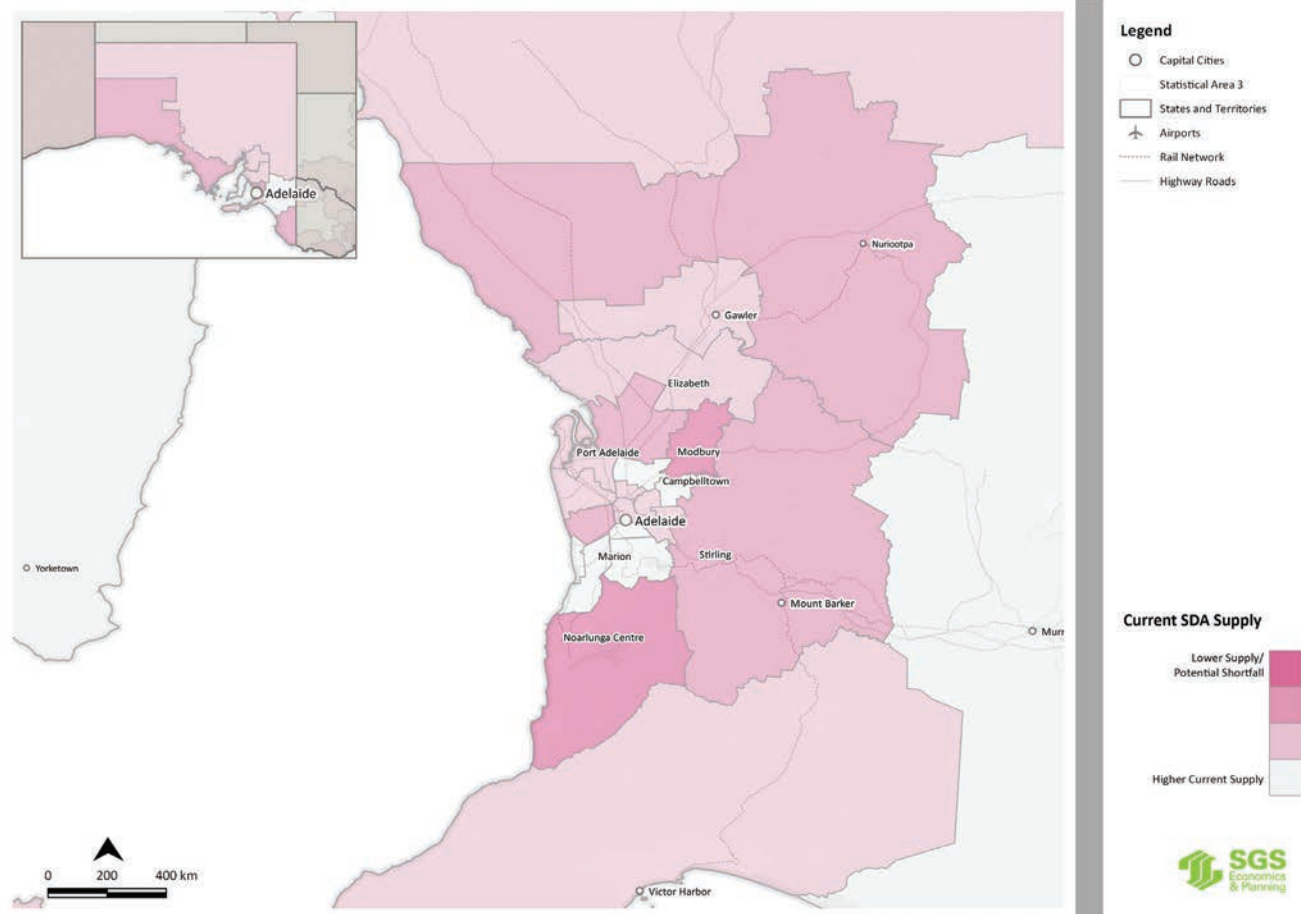 Adelaide
Nuriootpa
Gawler
Elizabeth
Port Adelaide
Modbury
Campbelltown
Adelaide
Marion
Stirling
Yorketown
Mount Barker
Noarlunga Centre
Murr
Victor Harbor
0 200 400 km
Legend
Capital Cities
Statistical Area 3
States and Territories
Airports
Rail Network
Highway Roads
Current SDA Supply
Lower Supply/
Potential Shortfall
Higher Current Supply
SGS
Economics
& Planning